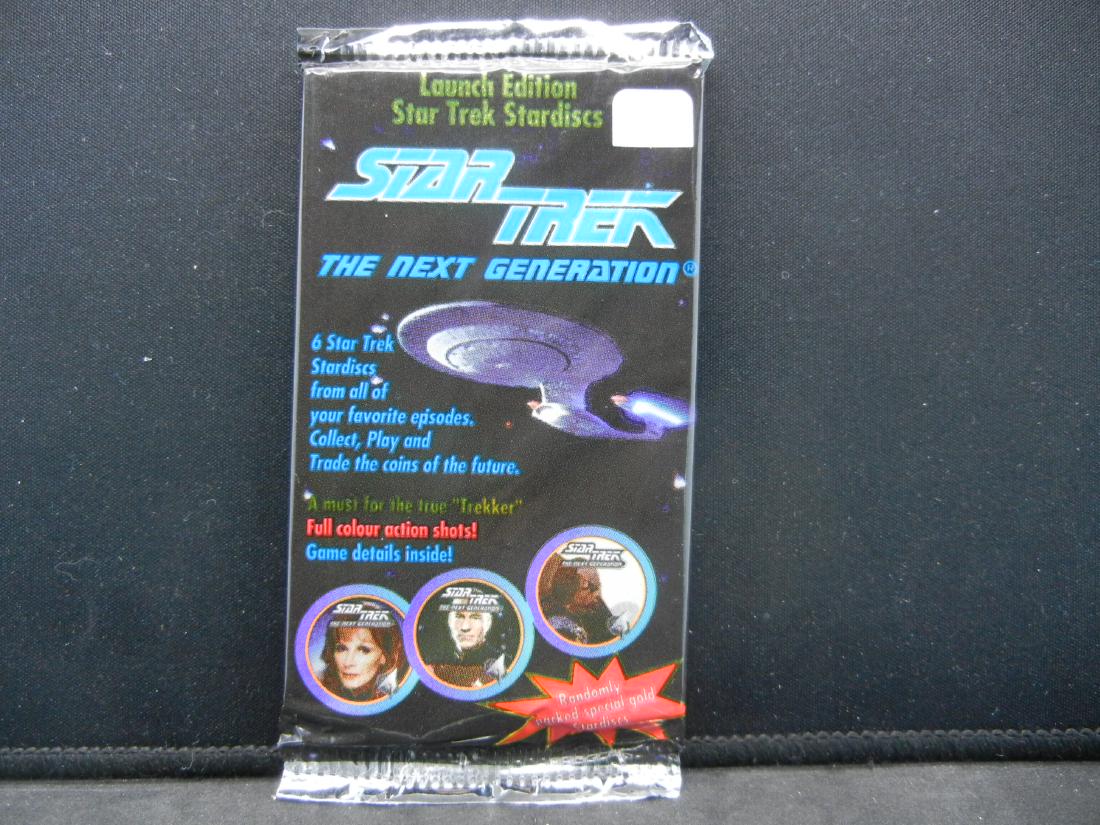 Launch Edition
Star Trek Stardiscs
STAR
TREK
THE NEXT GENERATION®
6 Star Trek
Stardiscs
from all of
your favorite episodes.
Collect, Play and
Trade the coins of the future.
A must for the true "Trekker"
Full colour action shots!
Game details inside!
STAR TREK
THE NEXT GENERATION
STAR TREK
THE NEXT GENERATION
STAR TREK
THE NEXT GENERATION
Randomly
packed special gold
Stardiscs